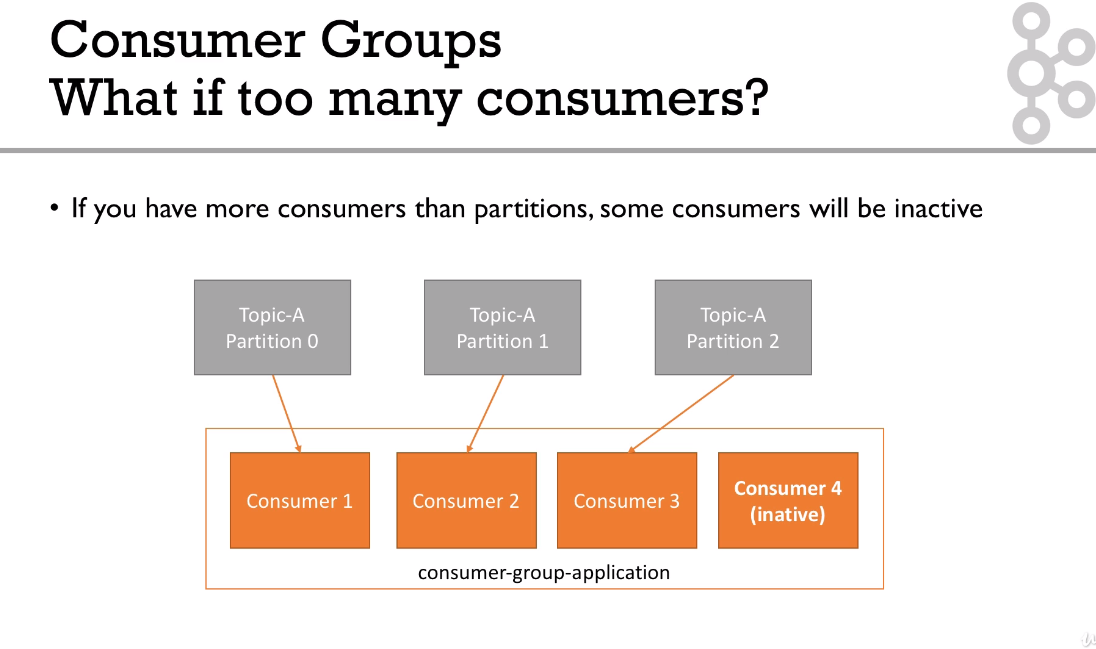 Consumer Groups
What if too many consumers?
• If you have more consumers than partitions, some consumers will be inactive
Topic-A
Partition 0
Topic-A
Partition 1
Topic-A
Partition 2
Consumer 1
Consumer 2
Consumer 3
Consumer 4
(inative)
consumer-group-application